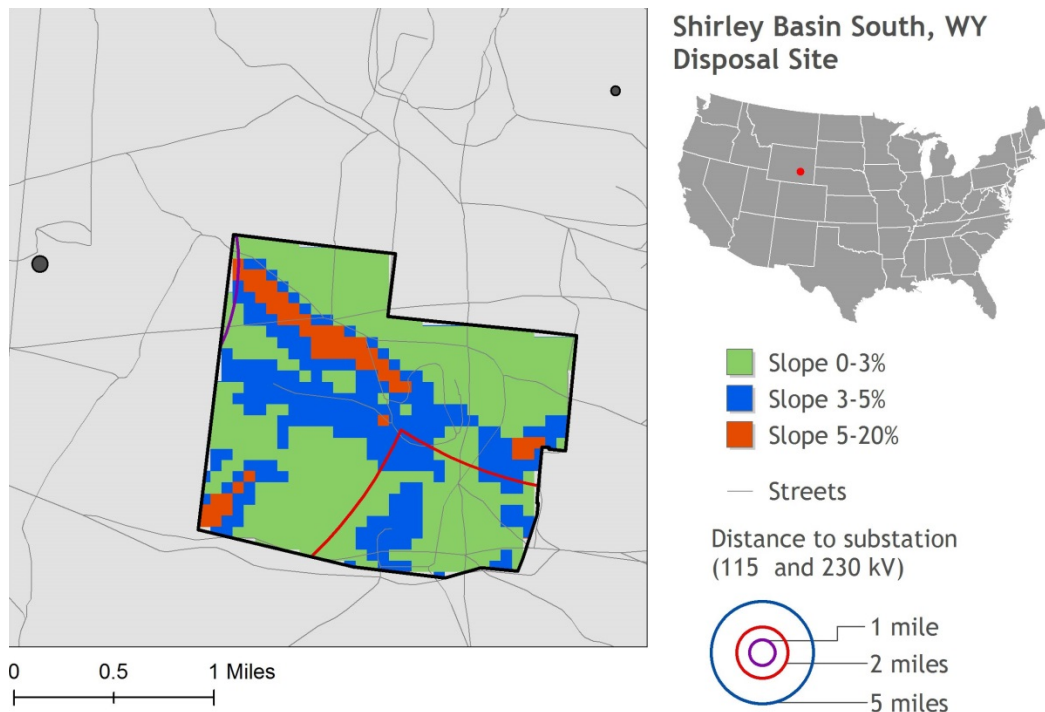 Shirley Basin South, WY
Disposal Site
Slope 0-3%
Slope 3-5%
Slope 5-20%
Streets
Distance to substation
(115 and 230 kV)
1 mile
2 miles
5 miles
0 0.5 1 Miles